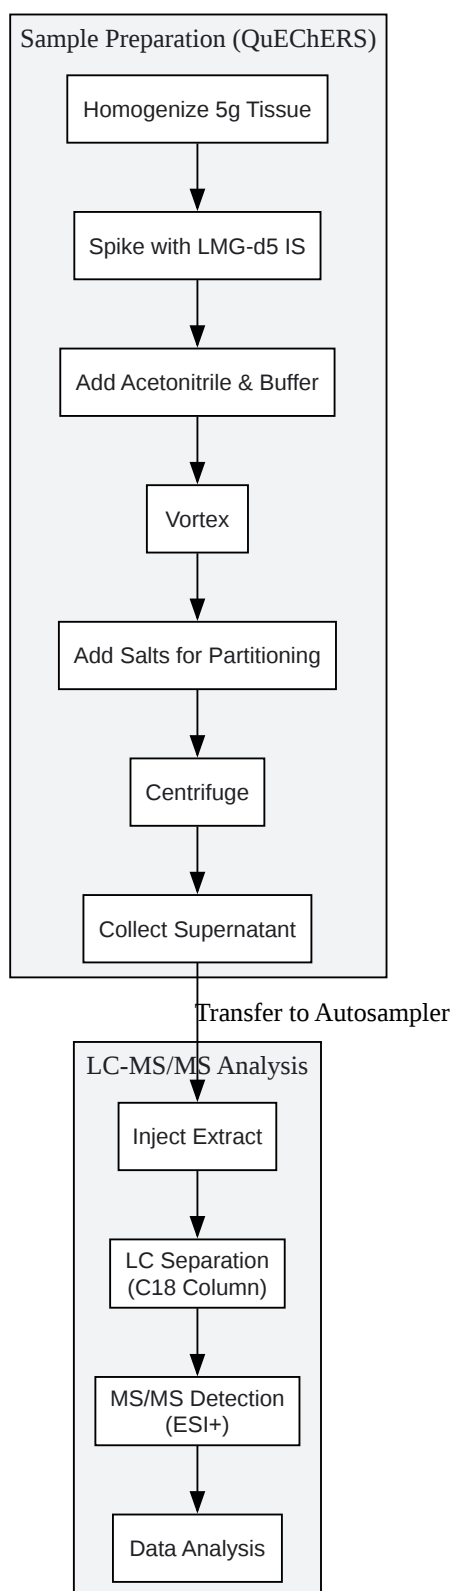 Sample Preparation (QuEChERS)
Homogenize 5g Tissue
Spike with LMG-d5 IS
Add Acetonitrile & Buffer
Vortex
Add Salts for Partitioning
Centrifuge
Collect Supernatant
Transfer to Autosampler
LC-MS/MS Analysis
Inject Extract
LC Separation
(C18 Column)
MS/MS Detection
(ESI+)
Data Analysis